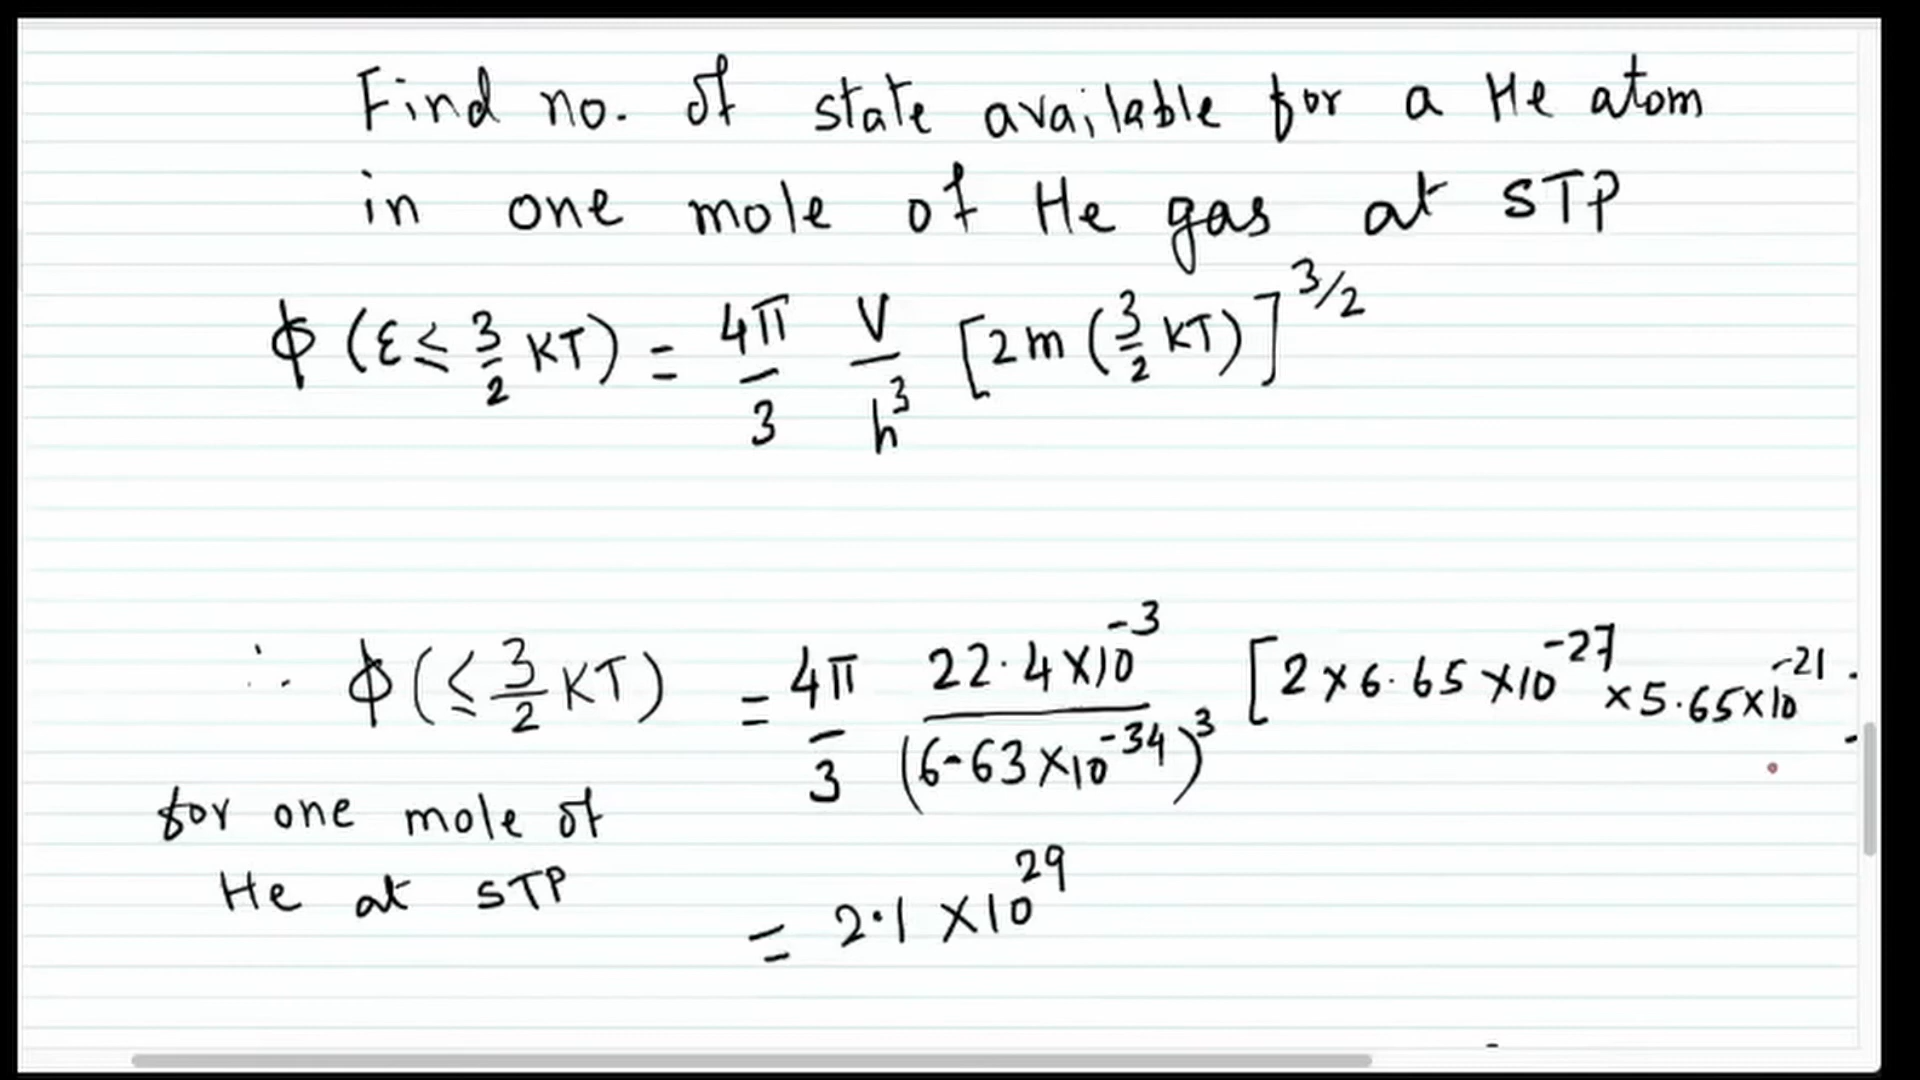 Find no. of state available for a He atom
in one mole of He gas at STP
ϕ (ε ≤ 3/2 KT) = 4π/3 V/h³ [2m (3/2 KT)]^3/2
∴ ϕ (≤ 3/2 KT) = 4π/3 22.4×10⁻³/(6.63×10⁻³⁴)³ [2×6.65×10⁻²⁷×5.65×10⁻²¹
for one mole of
He at STP
= 2.1 ×10²⁹